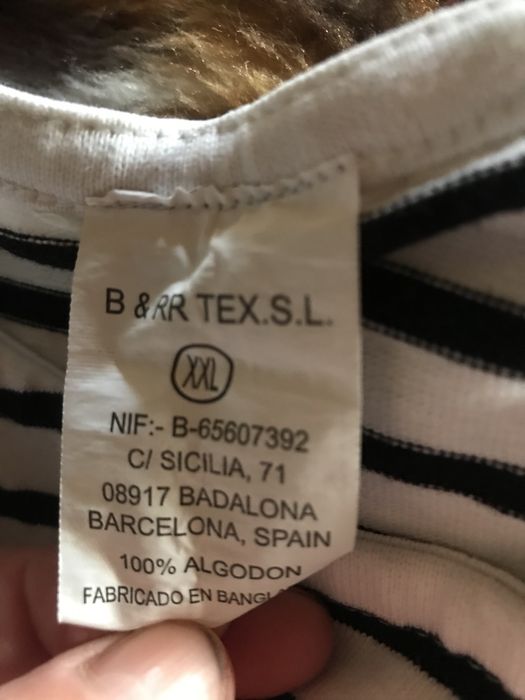 B & RR TEX.S.L.
XXL
NIF:- B-65607392
C/ SICILIA, 71
08917 BADALONA
BARCELONA, SPAIN
100% ALGODON
FABRICADO EN